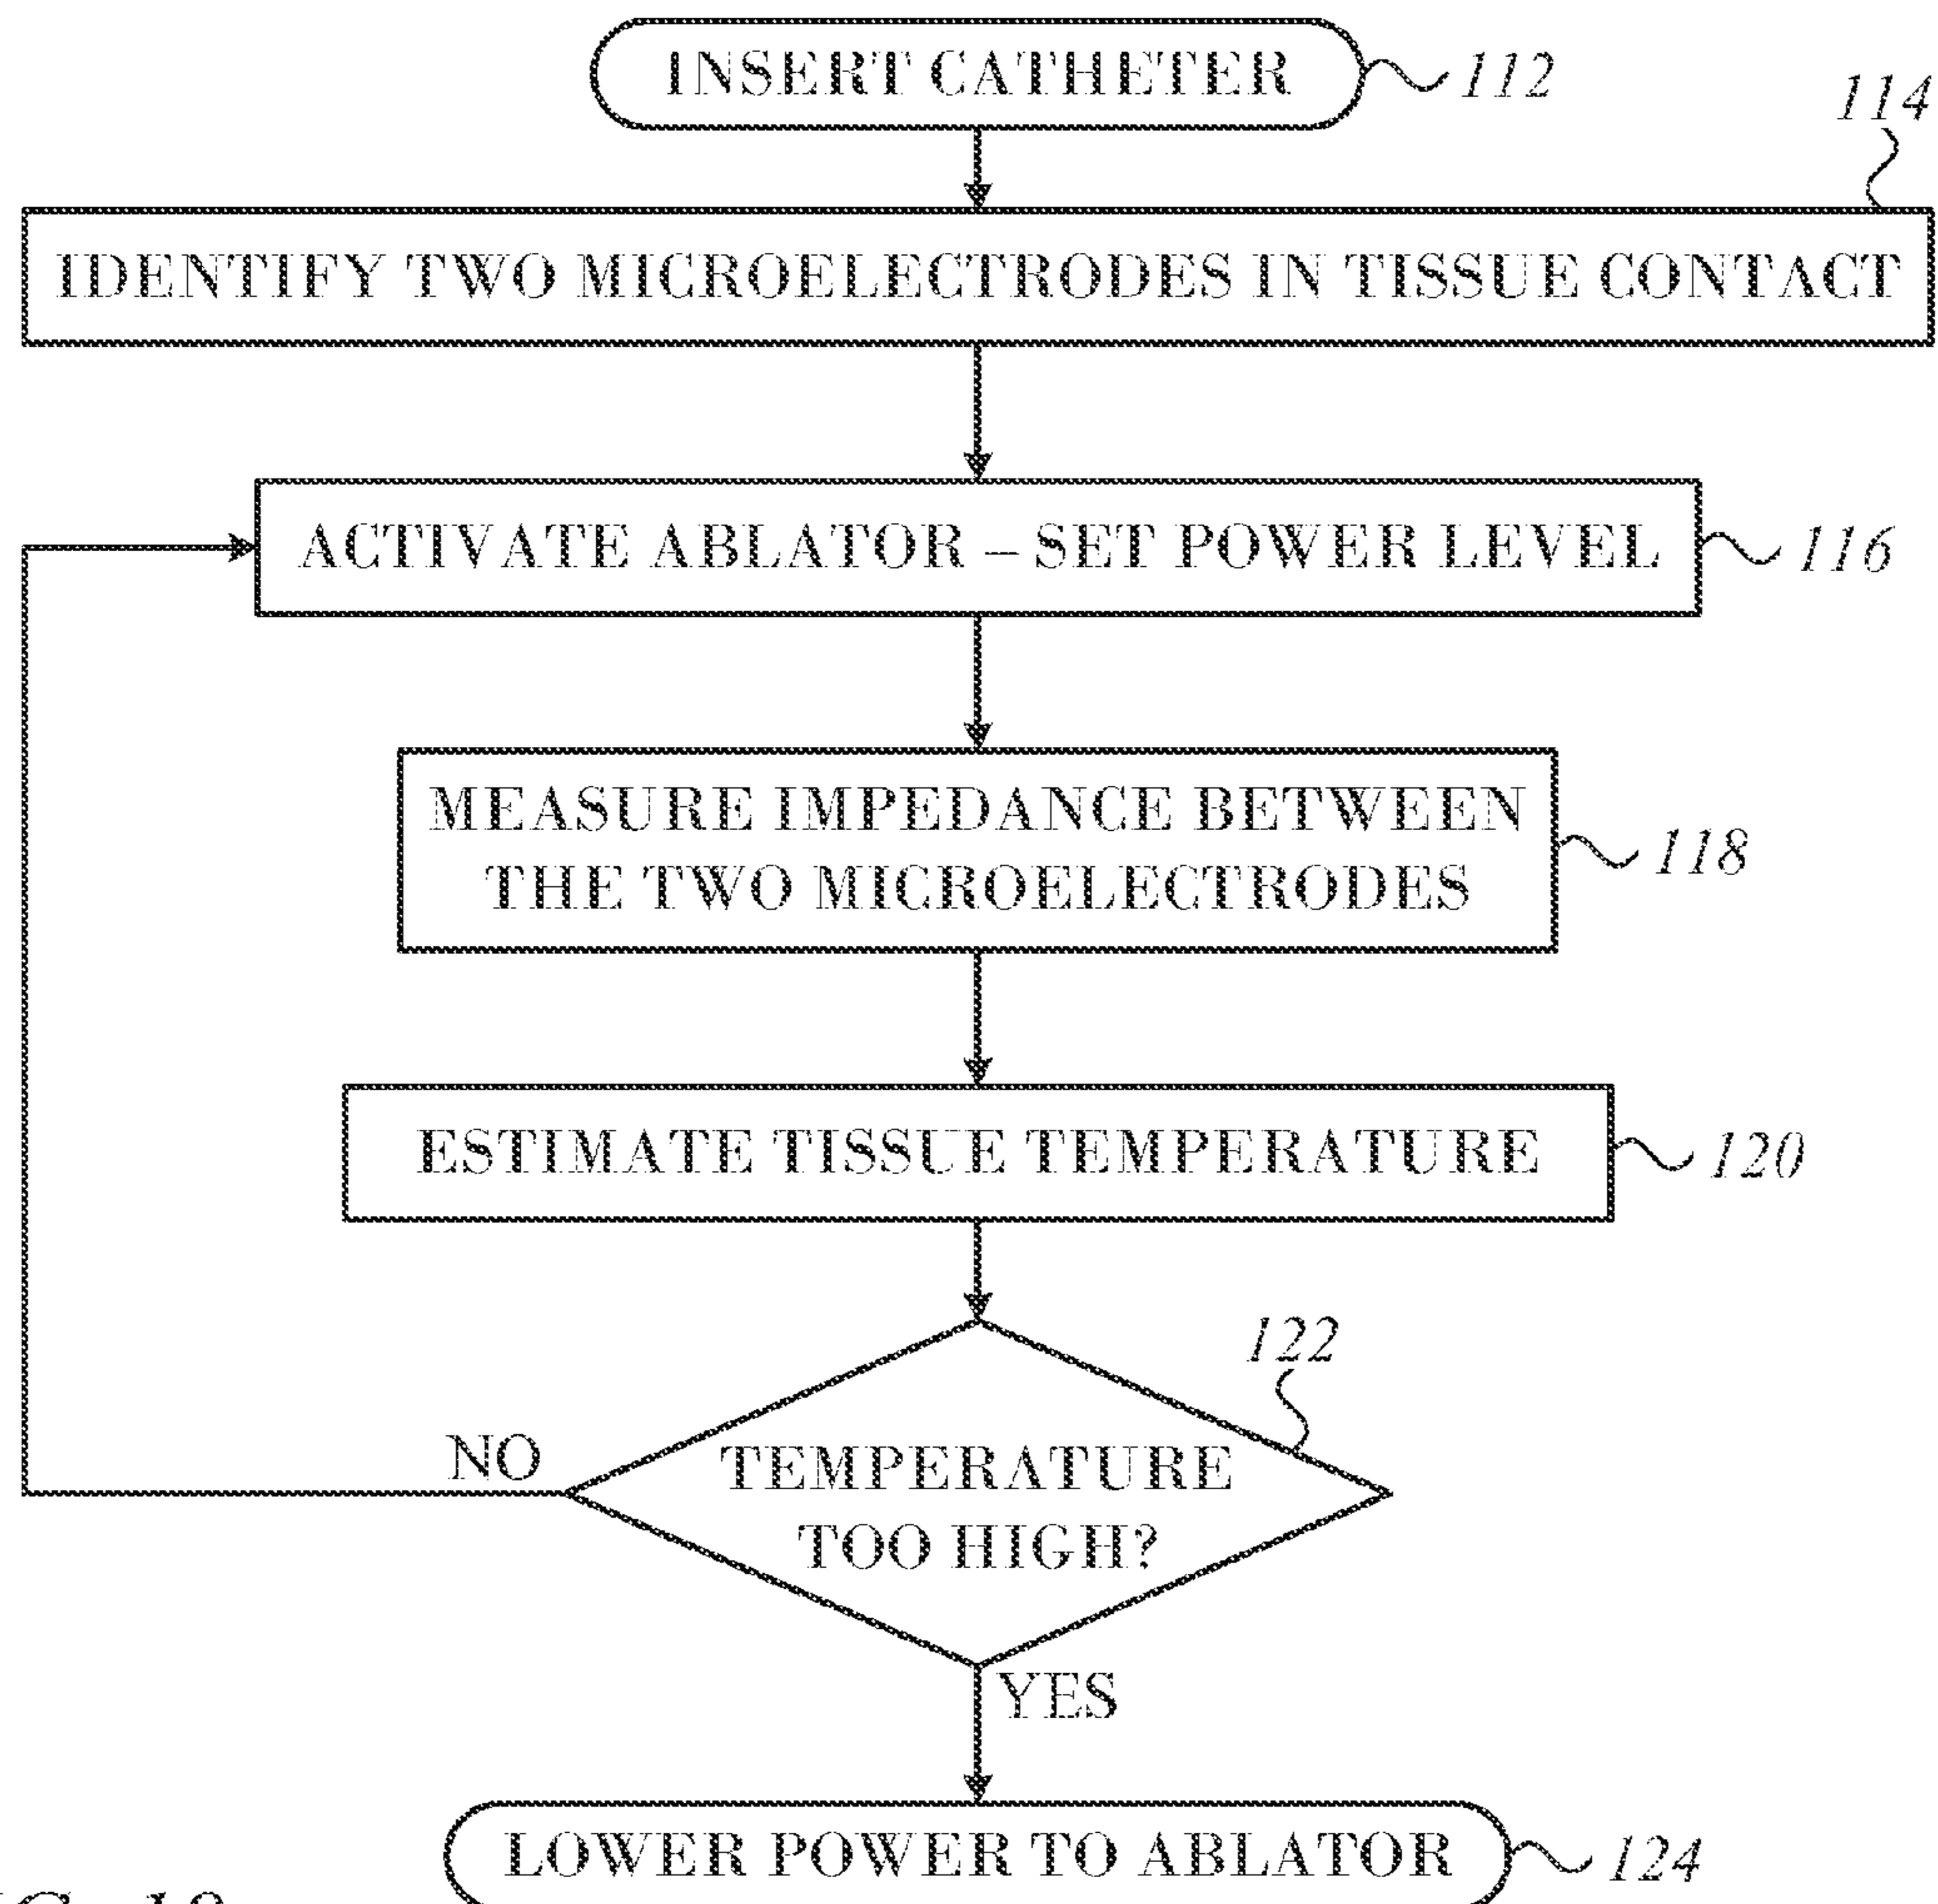 INSERT CATHETER
112
114
IDENTIFY TWO MICROELECTRODES IN TISSUE CONTACT
ACTIVATE ABLATOR – SET POWER LEVEL
116
MEASURE IMPEDANCE BETWEEN
THE TWO MICROELECTRODES
118
ESTIMATE TISSUE TEMPERATURE
120
122
TEMPERATURE
TOO HIGH?
NO
YES
LOWER POWER TO ABLATOR
124